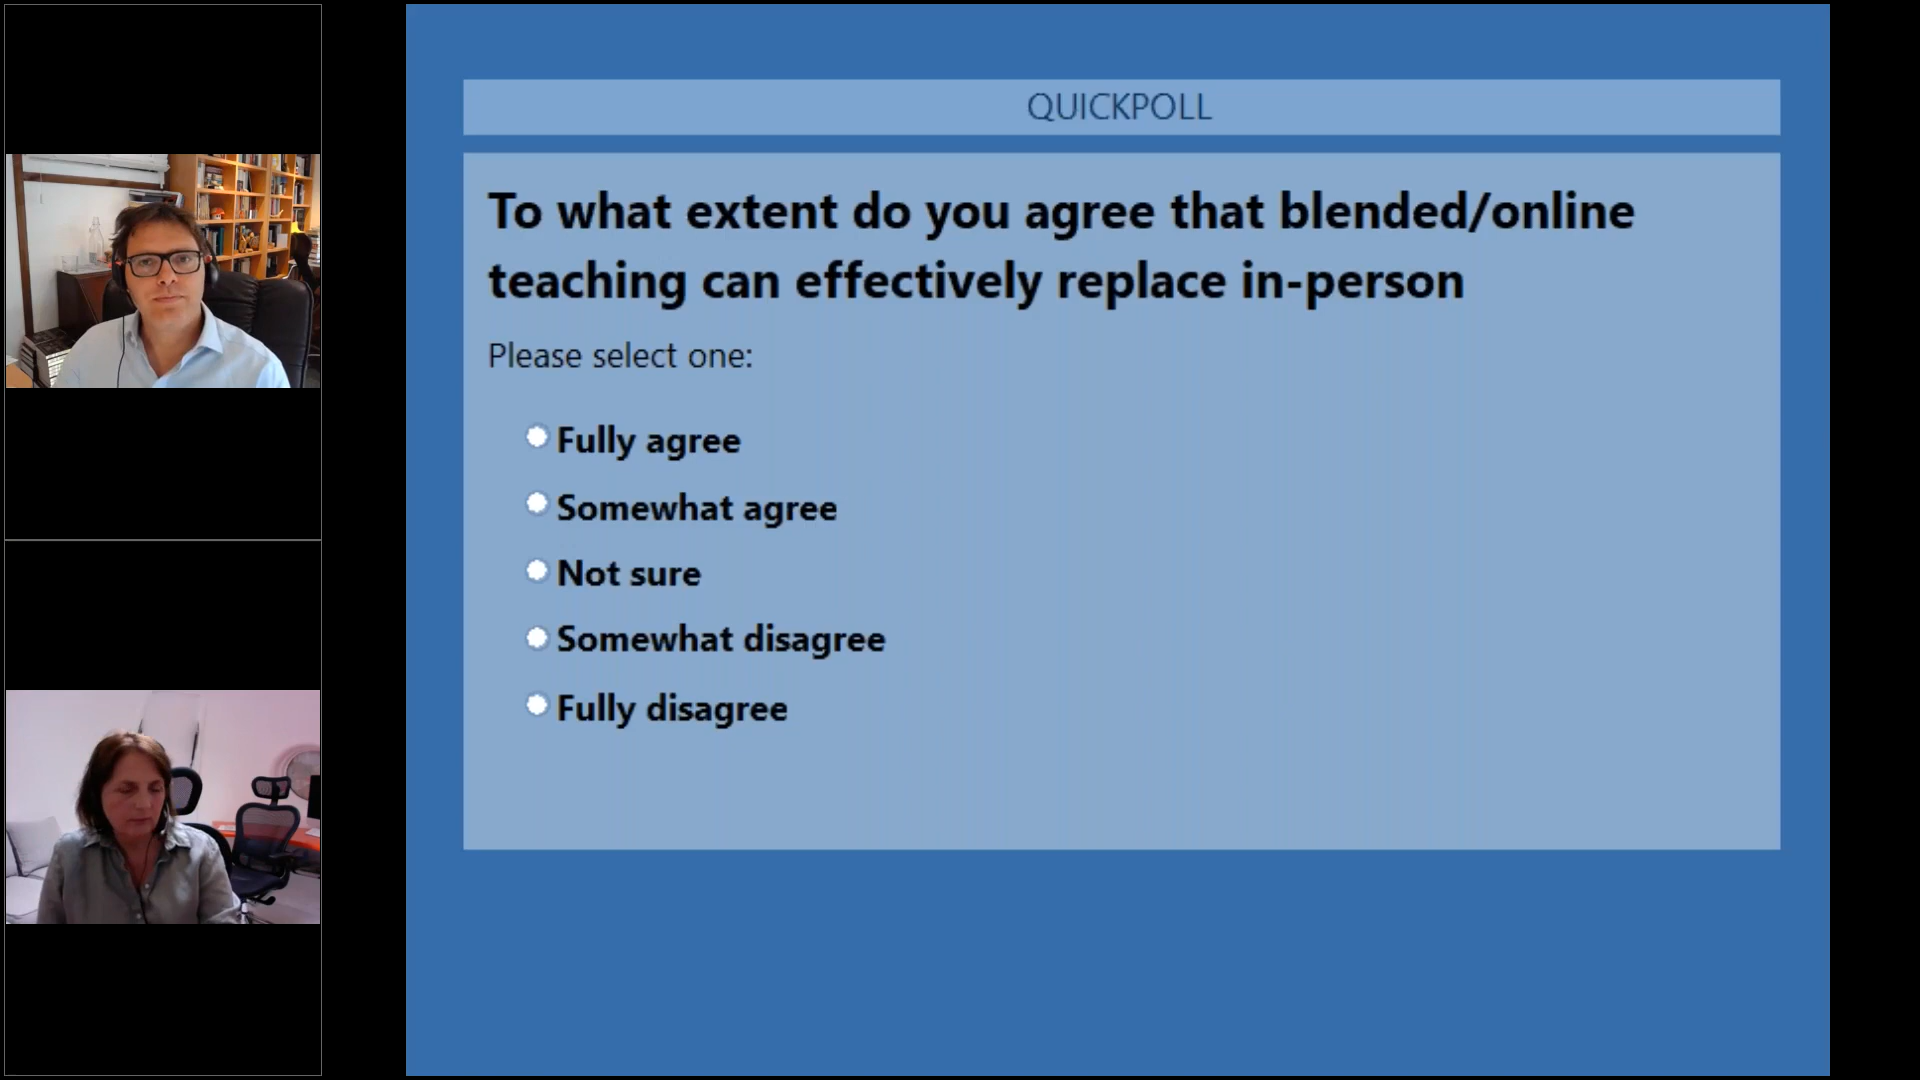 QUICKPOLL
To what extent do you agree that blended/online
teaching can effectively replace in-person
Please select one:
Fully agree
Somewhat agree
Not sure
Somewhat disagree
Fully disagree